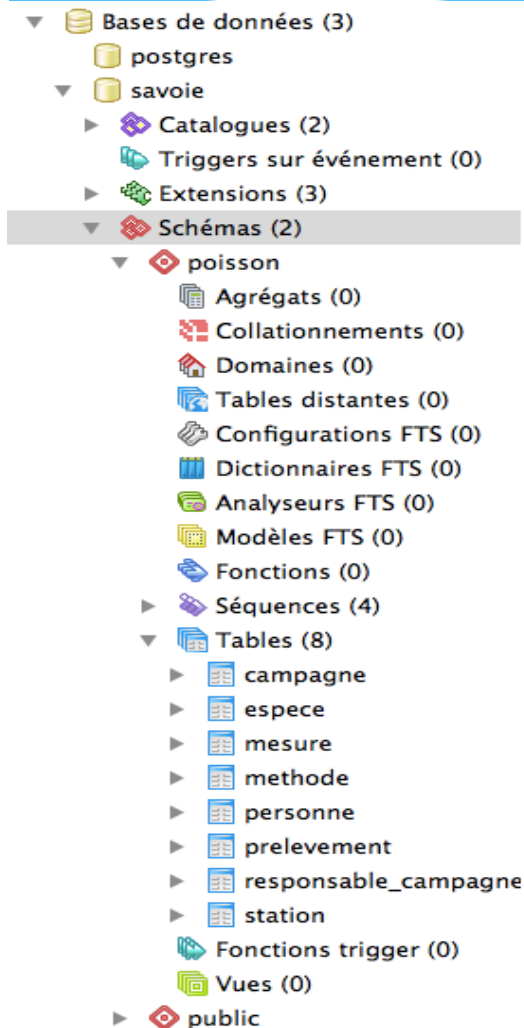 Bases de données (3)
postgres
savoie
Catalogues (2)
Triggers sur événement (0)
Extensions (3)
Schémas (2)
poisson
Agrégats (0)
Collationnements (0)
Domaines (0)
Tables distantes (0)
Configurations FTS (0)
Dictionnaires FTS (0)
Analyseurs FTS (0)
Modèles FTS (0)
Fonctions (0)
Séquences (4)
Tables (8)
campagne
espece
mesure
methode
personne
prelevement
responsable_campagne
station
Fonctions trigger (0)
Vues (0)
public